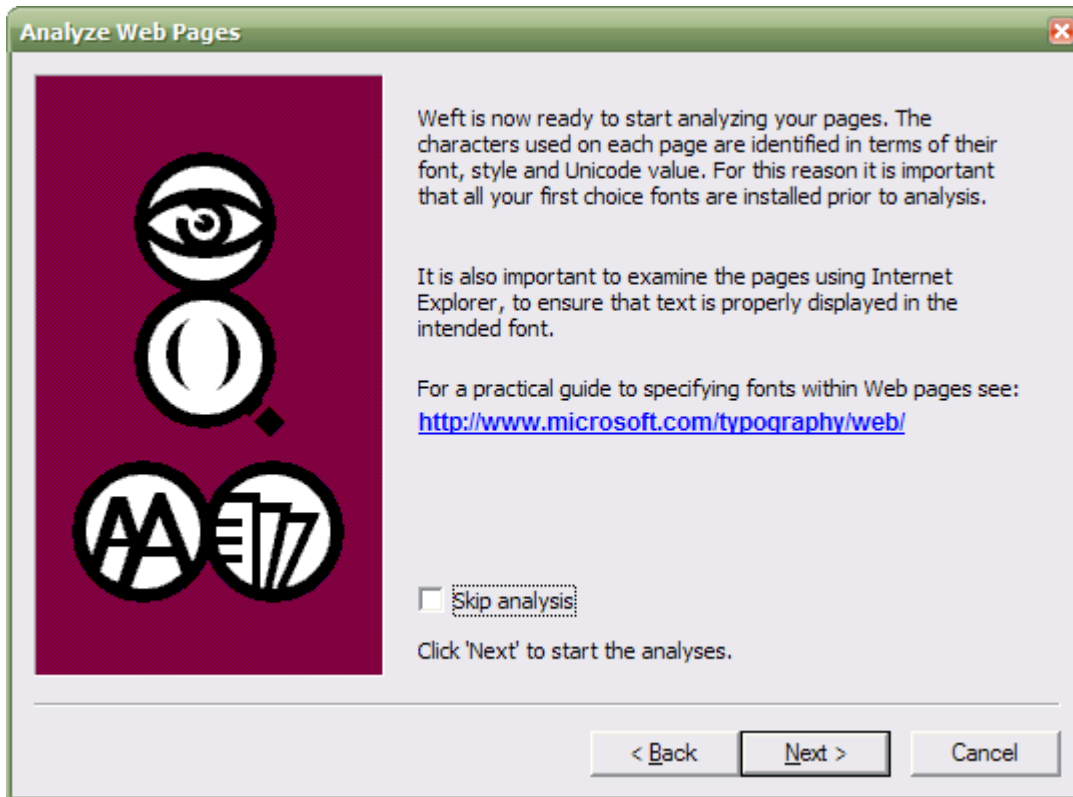 Analyze Web Pages
Weft is now ready to start analyzing your pages. The
characters used on each page are identified in terms of their
font, style and Unicode value. For this reason it is important
that all your first choice fonts are installed prior to analysis.
It is also important to examine the pages using Internet
Explorer, to ensure that text is properly displayed in the
intended font.
For a practical guide to specifying fonts within Web pages see:
http://www.microsoft.com/typography/web/
Skip analysis
Click 'Next' to start the analyses.
< Back
Next >
Cancel